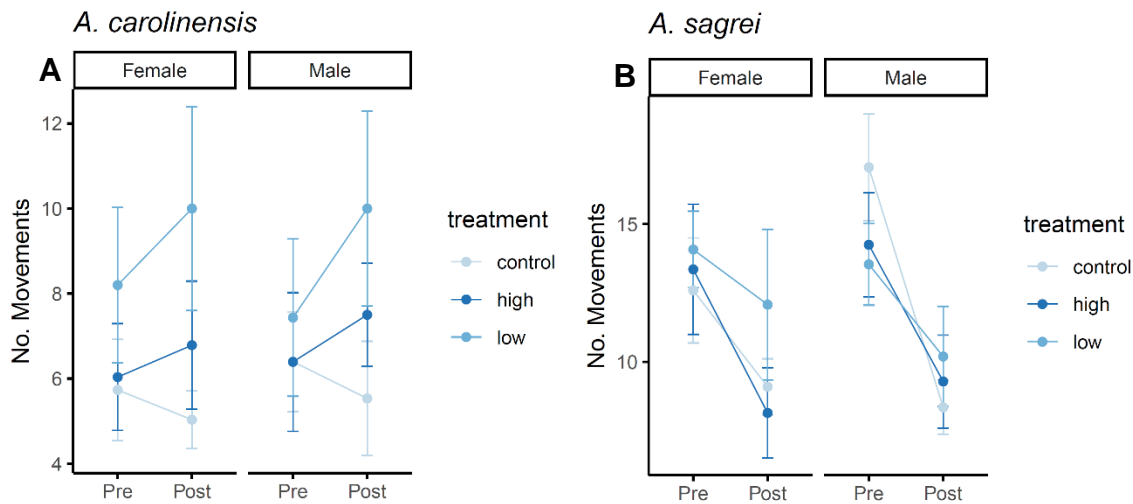 A. carolinensis
A
Female
Male
No. Movements
12
10
8
6
4
Pre
Post
Pre
Post
treatment
control
high
low
A. sagrei
B
Female
Male
No. Movements
15
10
Pre
Post
Pre
Post
treatment
control
high
low